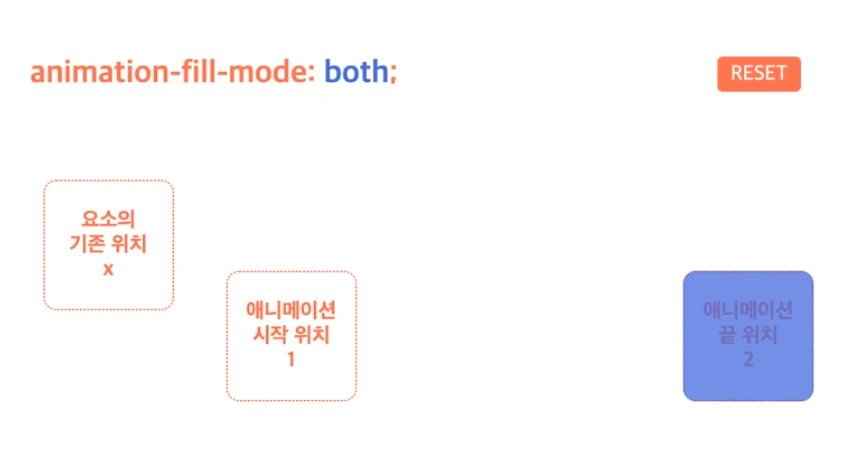 animation-fill-mode: both;
RESET
요소의
기존 위치
x
애니메이션
시작 위치
1
애니메이션
끝 위치
2